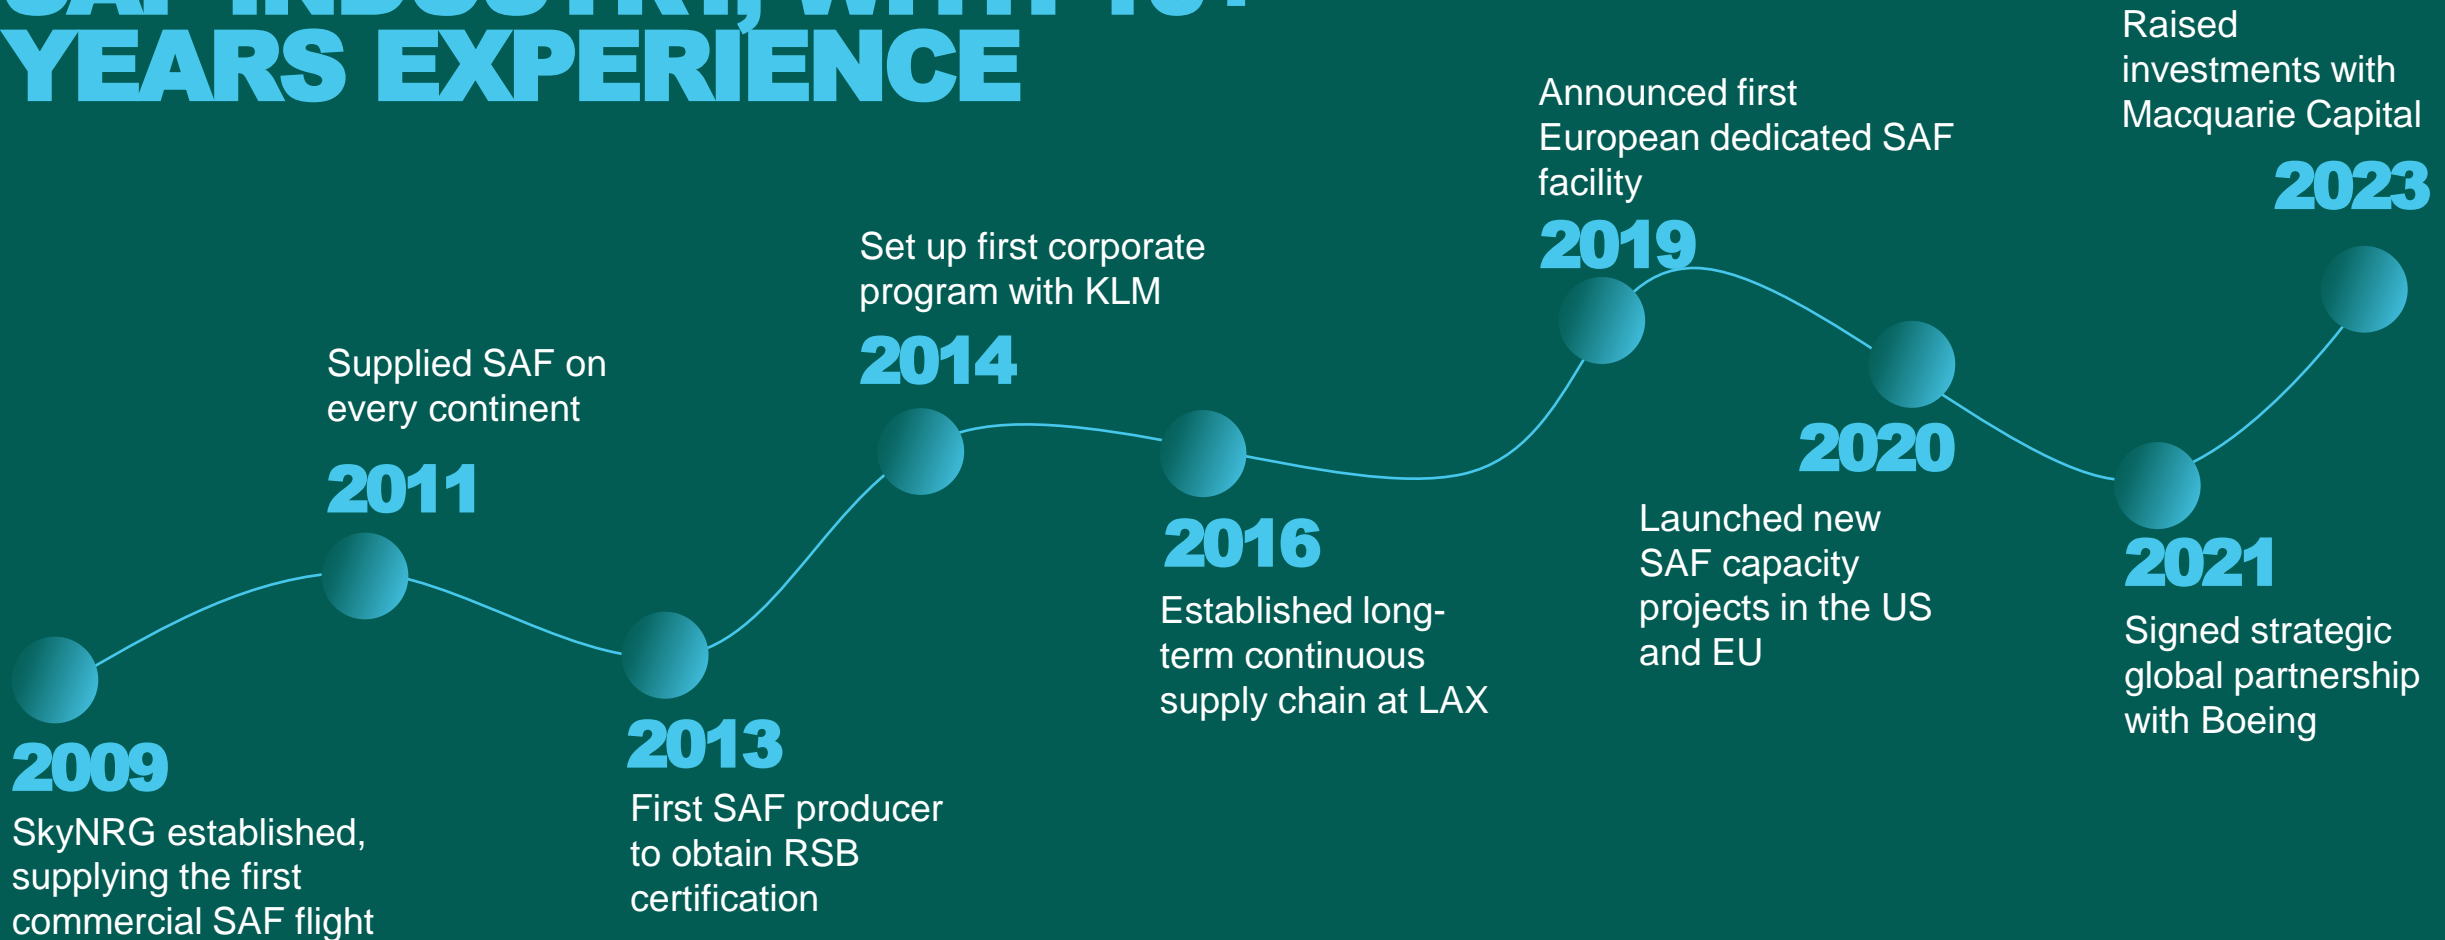 SAF INDUSTRY, WITH
YEARS EXPERIENCE
SkyNRG established,
supplying the first
commercial SAF flight
2009
Supplied SAF on
every continent
2011
2013
First SAF producer
to obtain RSB
certification
Set up first corporate
program with KLM
2014
2016
Established long-
term continuous
supply chain at LAX
Announced first
European dedicated SAF
facility
2019
2020
Launched new
SAF capacity
projects in the US
and EU
2021
Signed strategic
global partnership
with Boeing
Raised
investments with
Macquarie Capital
2023